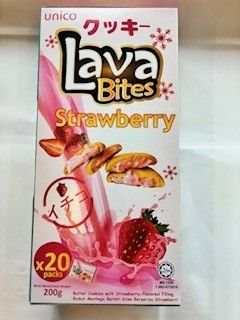 unico
クッキー
Lava
Bites
Strawberry
イチゴ
x20
packs
200g
Butter Cookies with Strawberry-Flavoured Filling
Biskut Mentega Berinti Krim Berperisa Strawberi